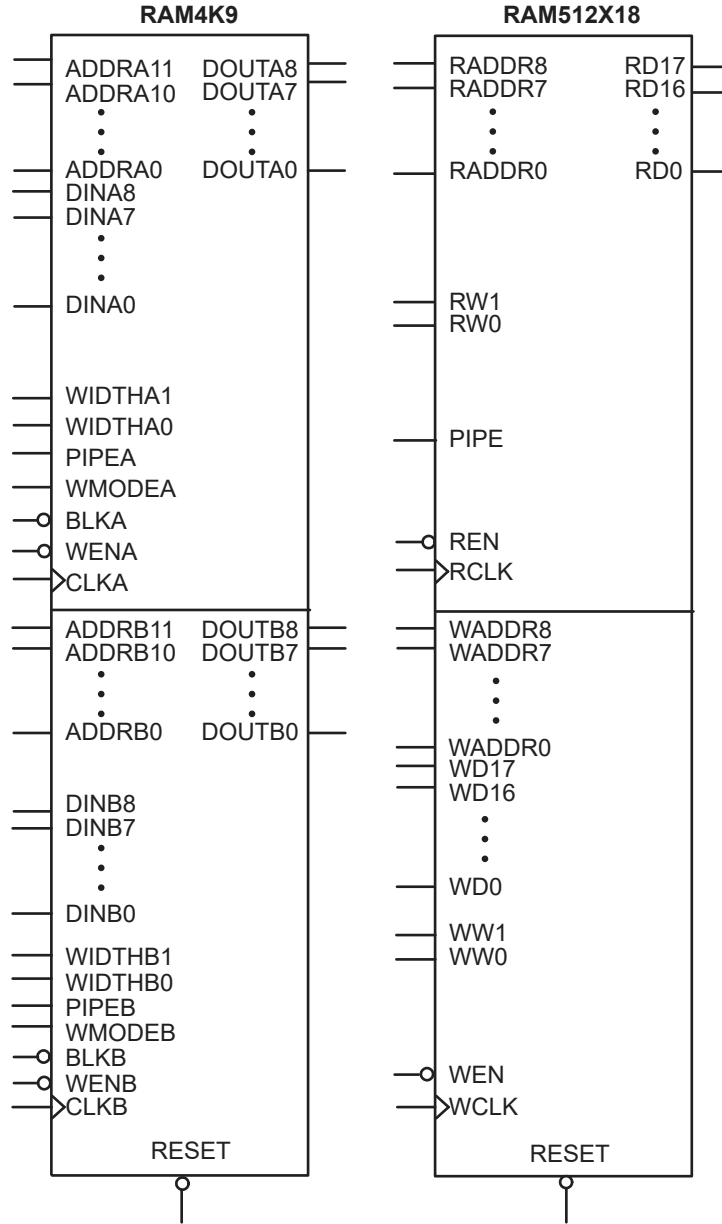 RAM4K9
ADDRA11 DOUTA8
ADDRA10 DOUTA7
ADDRA0 DOUTA0
DINA8
DINA7
DINA0
WIDTHA1
WIDTHA0
PIPEA
WMODEA
BLKA
WENA
CLKA
ADDRB11 DOUTB8
ADDRB10 DOUTB7
ADDRB0 DOUTB0
DINB8
DINB7
DINB0
WIDTHB1
WIDTHB0
PIPEB
WMODEB
BLKB
WENB
CLKB
RESET
RAM512X18
RADDR8 RD17
RADDR7 RD16
RADDR0 RD0
RW1
RW0
PIPE
REN
RCLK
WADDR8
WADDR7
WADDR0
WD17
WD16
WD0
WW1
WW0
WEN
WCLK
RESET